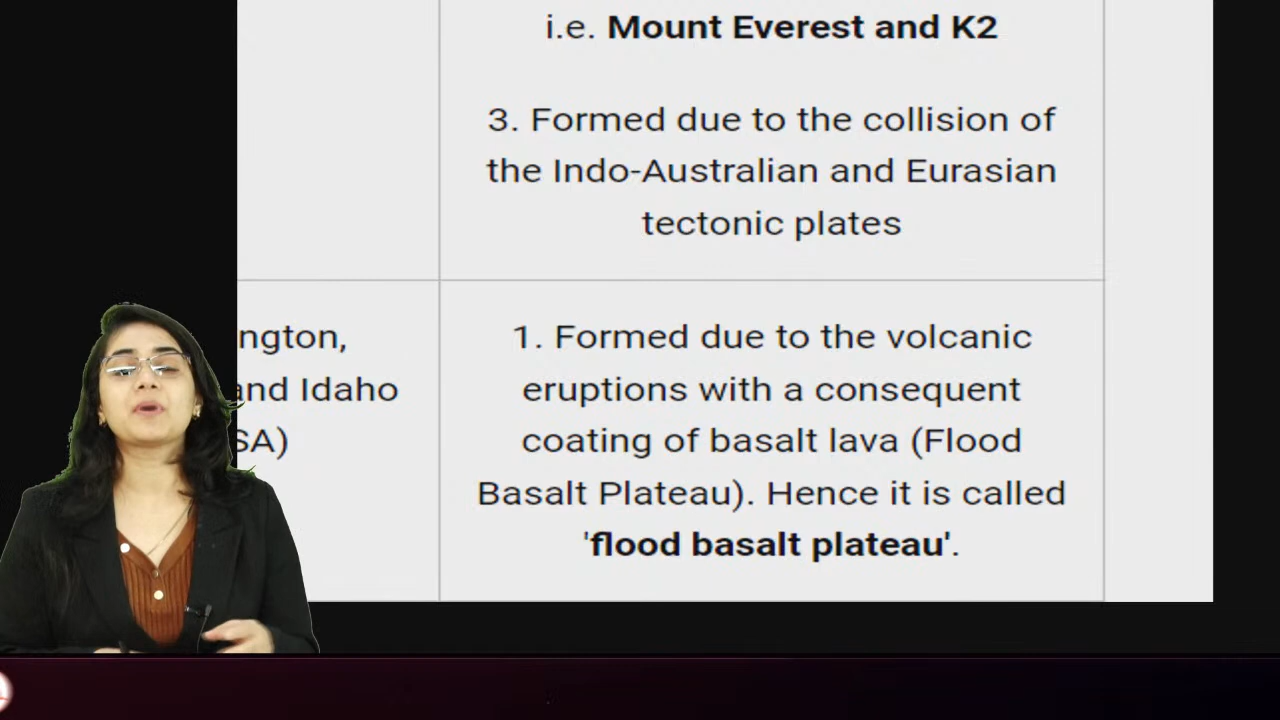 i.e. Mount Everest and K2
3. Formed due to the collision of
the Indo-Australian and Eurasian
tectonic plates
ngton,
and Idaho
SA)
1. Formed due to the volcanic
eruptions with a consequent
coating of basalt lava (Flood
Basalt Plateau). Hence it is called
'flood basalt plateau'.